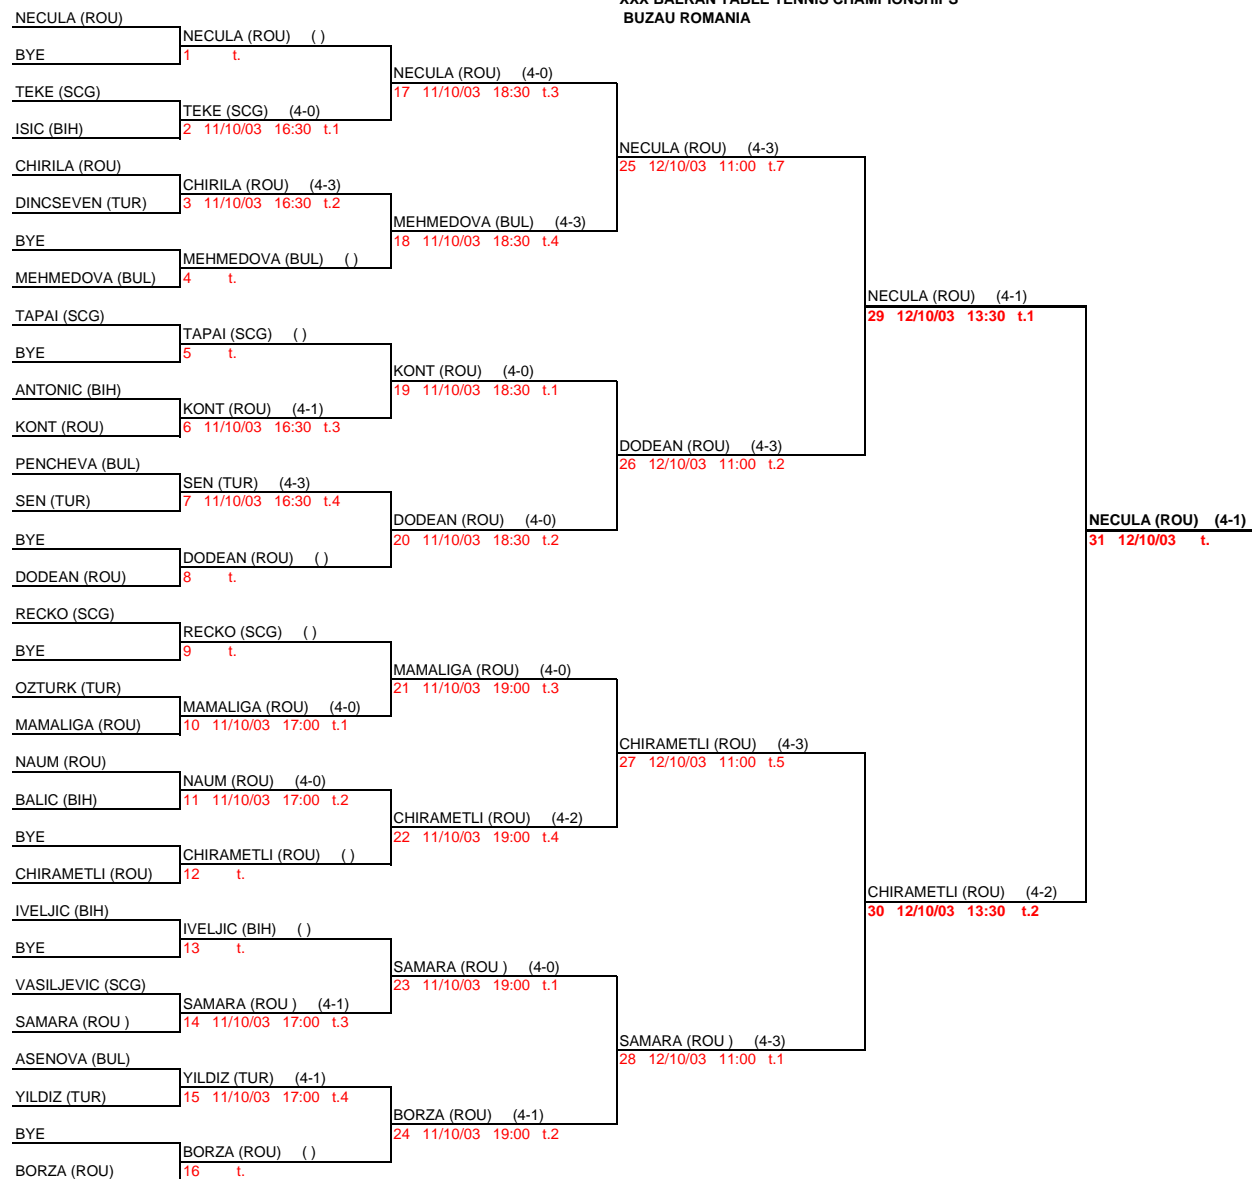 XXX BALKAN TABLE TENNIS CHAMPIONSHIPS
BUZAU ROMANIA
NECULA (ROU)
BYE
TEKE (SCG)
ISIC (BIH)
CHIRILA (ROU)
DINCSEVEN (TUR)
BYE
MEHMEDOVA (BUL)
TAPAI (SCG)
BYE
ANTONIC (BIH)
KONT (ROU)
PENCHEVA (BUL)
SEN (TUR)
BYE
DODEAN (ROU)
RECKO (SCG)
BYE
OZTURK (TUR)
MAMALIGA (ROU)
NAUM (ROU)
BALIC (BIH)
BYE
CHIRAMETLI (ROU)
IVELJIC (BIH)
BYE
VASILJEVIC (SCG)
SAMARA (ROU )
ASENOVA (BUL)
YILDIZ (TUR)
BYE
BORZA (ROU)
NECULA (ROU) ( )
1 t.
TEKE (SCG) (4-0)
2 11/10/03 16:30 t.1
CHIRILA (ROU) (4-3)
3 11/10/03 16:30 t.2
MEHMEDOVA (BUL) ( )
4 t.
TAPAI (SCG) ( )
5 t.
KONT (ROU) (4-1)
6 11/10/03 16:30 t.3
SEN (TUR) (4-3)
7 11/10/03 16:30 t.4
DODEAN (ROU) ( )
8 t.
RECKO (SCG) ( )
9 t.
MAMALIGA (ROU) (4-0)
10 11/10/03 17:00 t.1
NAUM (ROU) (4-0)
11 11/10/03 17:00 t.2
CHIRAMETLI (ROU) ( )
12 t.
IVELJIC (BIH) ( )
13 t.
SAMARA (ROU ) (4-1)
14 11/10/03 17:00 t.3
YILDIZ (TUR) (4-1)
15 11/10/03 17:00 t.4
BORZA (ROU) ( )
16 t.
NECULA (ROU) (4-0)
17 11/10/03 18:30 t.3
MEHMEDOVA (BUL) (4-3)
18 11/10/03 18:30 t.4
KONT (ROU) (4-0)
19 11/10/03 18:30 t.1
DODEAN (ROU) (4-0)
20 11/10/03 18:30 t.2
MAMALIGA (ROU) (4-0)
21 11/10/03 19:00 t.3
CHIRAMETLI (ROU) (4-2)
22 11/10/03 19:00 t.4
SAMARA (ROU ) (4-0)
23 11/10/03 19:00 t.1
BORZA (ROU) (4-1)
24 11/10/03 19:00 t.2
NECULA (ROU) (4-3)
25 12/10/03 11:00 t.7
DODEAN (ROU) (4-3)
26 12/10/03 11:00 t.2
CHIRAMETLI (ROU) (4-3)
27 12/10/03 11:00 t.5
SAMARA (ROU ) (4-3)
28 12/10/03 11:00 t.1
NECULA (ROU) (4-1)
29 12/10/03 13:30 t.1
CHIRAMETLI (ROU) (4-2)
30 12/10/03 13:30 t.2
NECULA (ROU) (4-1)
31 12/10/03 t.